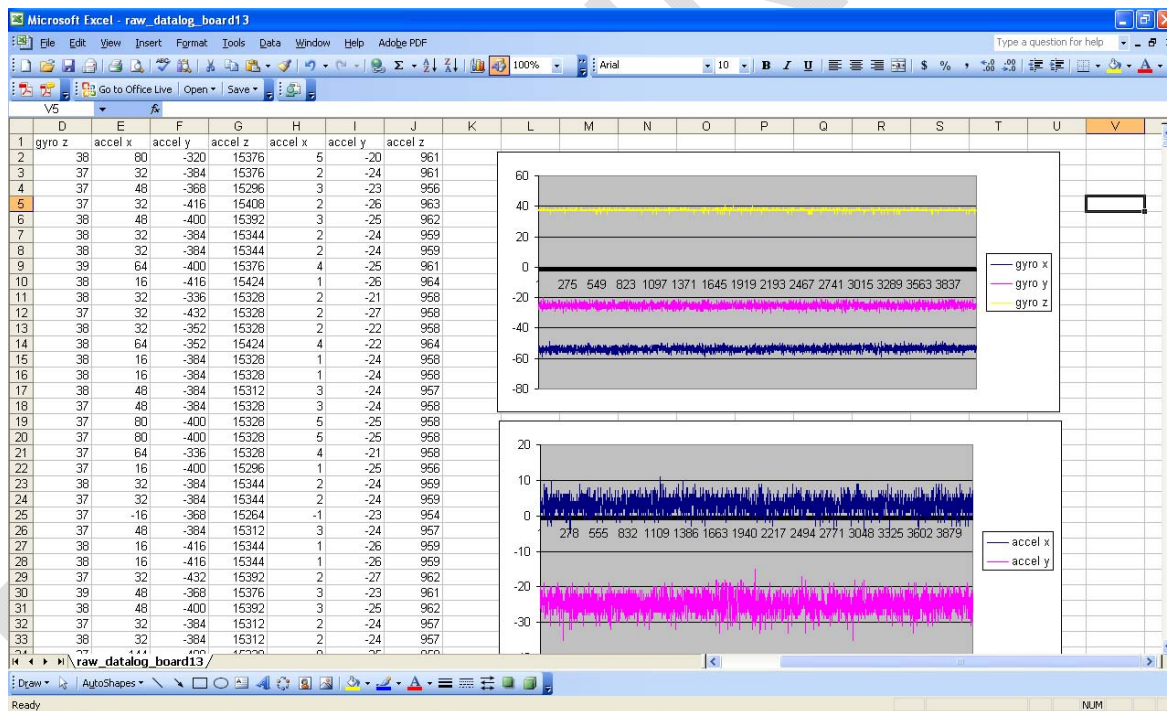 Microsoft Excel - raw_datalog_board13
File Edit View Insert Format Tools Data Window Help Adobe PDF Type a question for help
100% Arial 10 B I U $ % ,
Go to Office Live Open Save
V5 fx
D E F G H I J K L M N O P Q R S T U V
1 gyro z accel x accel y accel z accel x accel y accel z
2 38 80 -320 15376 5 -20 961
3 37 32 -384 15376 2 -24 961
4 37 48 -368 15296 3 -23 956
5 37 32 -416 15408 2 -26 963
6 38 48 -400 15392 3 -25 962
7 38 32 -384 15344 2 -24 959
8 38 32 -384 15344 2 -24 959
9 39 64 -400 15376 4 -25 961
10 38 16 -416 15424 1 -26 964
11 38 32 -336 15328 2 -21 958
12 37 32 -432 15328 2 -27 958
13 38 32 -352 15328 2 -22 958
14 38 64 -352 15424 4 -22 964
15 38 16 -384 15328 1 -24 958
16 38 16 -384 15328 1 -24 958
17 38 48 -384 15312 3 -24 957
18 37 48 -384 15328 3 -24 958
19 37 80 -400 15328 5 -25 958
20 37 80 -400 15328 5 -25 958
21 37 64 -336 15328 4 -21 958
22 37 16 -400 15296 1 -25 956
23 38 32 -384 15344 2 -24 959
24 37 32 -384 15344 2 -24 959
25 37 -16 -368 15264 -1 -23 954
26 37 48 -384 15312 3 -24 957
27 38 16 -416 15344 1 -26 959
28 38 16 -416 15344 1 -26 959
29 37 32 -432 15392 2 -27 962
30 39 48 -368 15376 3 -23 961
31 38 48 -400 15392 3 -25 962
32 37 32 -384 15312 2 -24 957
33 38 32 -384 15312 2 -24 957
60
40
20
0
275 549 823 1097 1371 1645 1919 2193 2467 2741 3015 3289 3563 3837
-20
-40
-60
-80
gyro x
gyro y
gyro z
20
10
0
278 555 832 1109 1386 1663 1940 2217 2494 2771 3048 3325 3602 3879
-10
-20
-30
accel x
accel y
raw_datalog_board13
Draw AutoShapes
Ready NUM